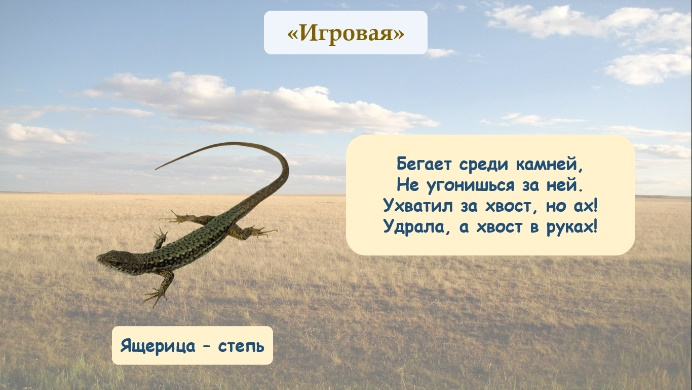 «Игровая»
Бегает среди камней,
Не угонишься за ней.
Ухватил за хвост, но ах!
Удрала, а хвост в руках!
Ящерица – степь